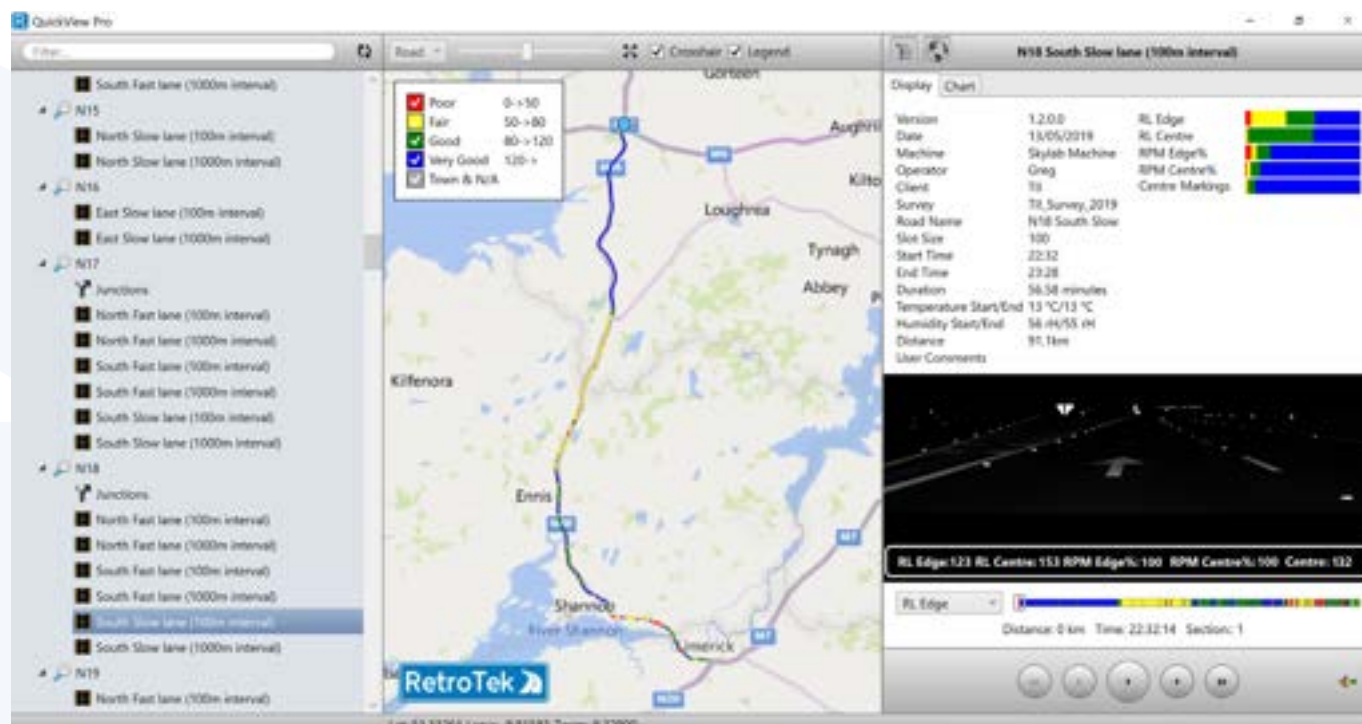 QuickView Pro
Filter...
Road
Crosshair
Legend
N18 South Slow lane (100m interval)
South Fast lane (1000m interval)
N15
North Slow lane (100m interval)
North Slow lane (1000m interval)
N16
East Slow lane (100m interval)
East Slow lane (1000m interval)
N17
Junctions
North Fast lane (100m interval)
North Fast lane (1000m interval)
South Fast lane (100m interval)
South Fast lane (1000m interval)
South Slow lane (100m interval)
South Slow lane (1000m interval)
N18
Junctions
North Fast lane (100m interval)
North Fast lane (1000m interval)
South Fast lane (100m interval)
South Fast lane (1000m interval)
South Slow lane (100m interval)
South Slow lane (1000m interval)
N19
North Fast lane (100m interval)
Poor 0->50
Fair 50->80
Good 80->120
Very Good 120->
Town & N/A
Gorteen
Aughri
Kilto
Loughrea
Tynagh
Abbey
Kilfenora
Ennis
M7
Shannon
River Shannon
M7
Limerick
N20
RetroTek
Display
Chart
Version 1.2.0.0
Date 13/05/2019
Machine Skylab Machine
Operator Greg
Client TII
Survey TII_Survey_2019
Road Name N18 South Slow
Slot Size 100
Start Time 22:32
End Time 23:28
Duration 56.58 minutes
Temperature Start/End 13 °C/13 °C
Humidity Start/End 56 rH/55 rH
Distance 91.1km
User Comments
RL Edge
RL Centre
RPM Edge%
RPM Centre%
Centre Markings
RL Edge:123 RL Centre:153 RPM Edge%:100 RPM Centre%:100 Centre:132
RL Edge
Distance: 0 km Time: 22:32:14 Section: 1